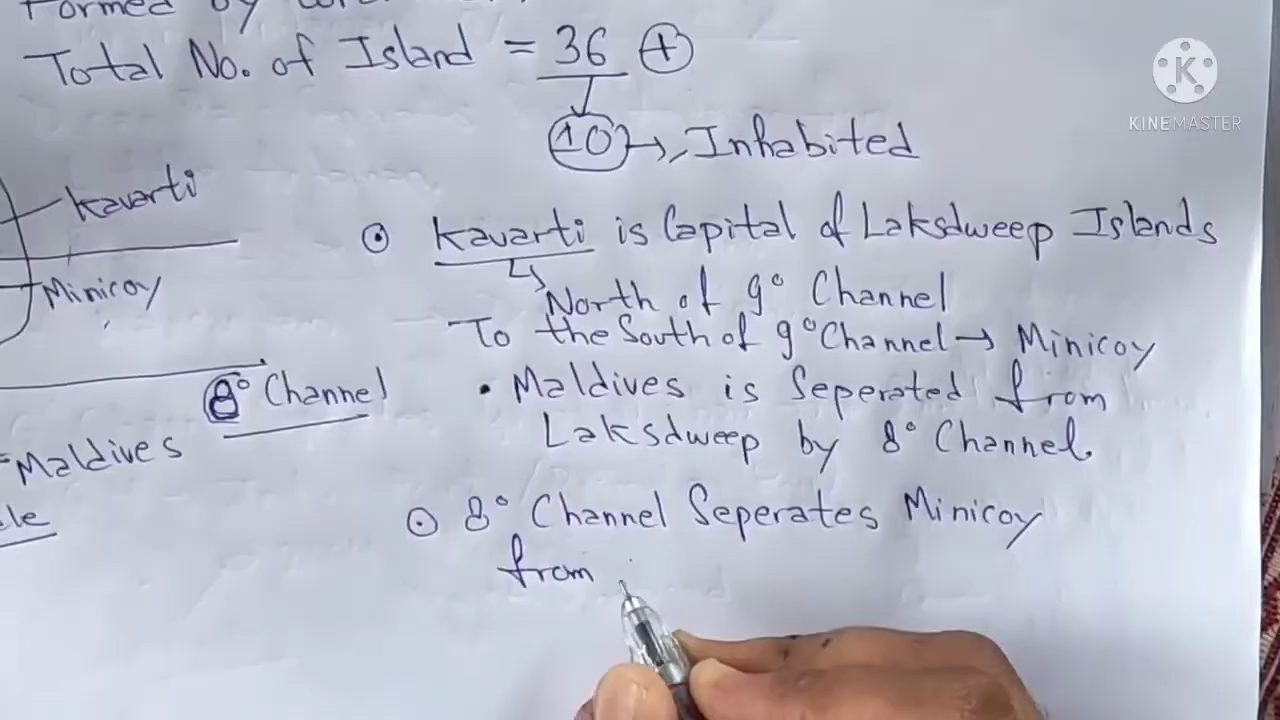 Formed by
Total No. of Island = 36 +
10 → Inhabited
Kavarti
Minicoy
8° Channel
Maldives
⊙ Kavarti is Capital of Laksdweep Islands
North of 9° Channel
To the South of 9° Channel → Minicoy
• Maldives is Seperated from
Laksdweep by 8° Channel.
⊙ 8° Channel Seperates Minicoy
from
K
KINEMASTER